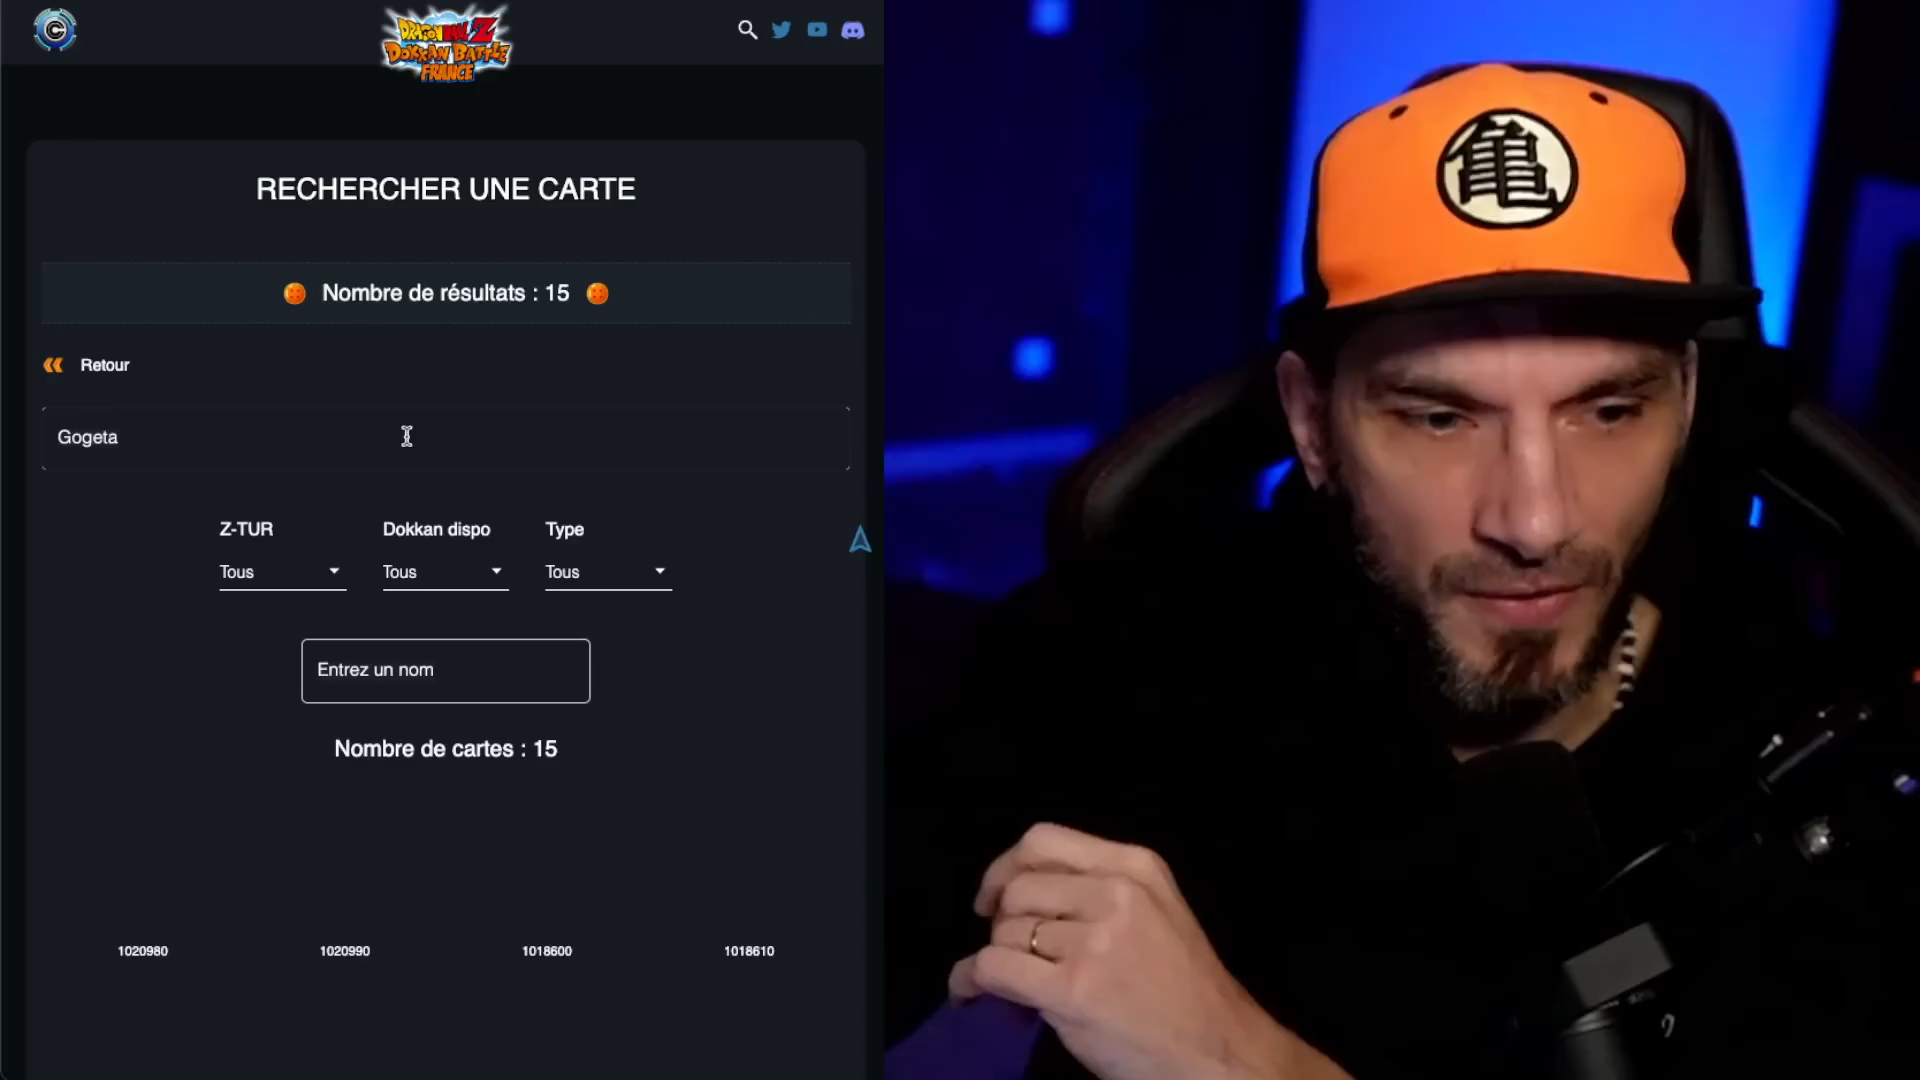 DRAGON BALL Z
DOKKAN BATTLE
FRANCE
RECHERCHER UNE CARTE
Nombre de résultats : 15
Retour
Gogeta
Z-TUR
Dokkan dispo
Type
Tous
Tous
Tous
Entrez un nom
Nombre de cartes : 15
1020980
1020990
1018600
1018610
亀